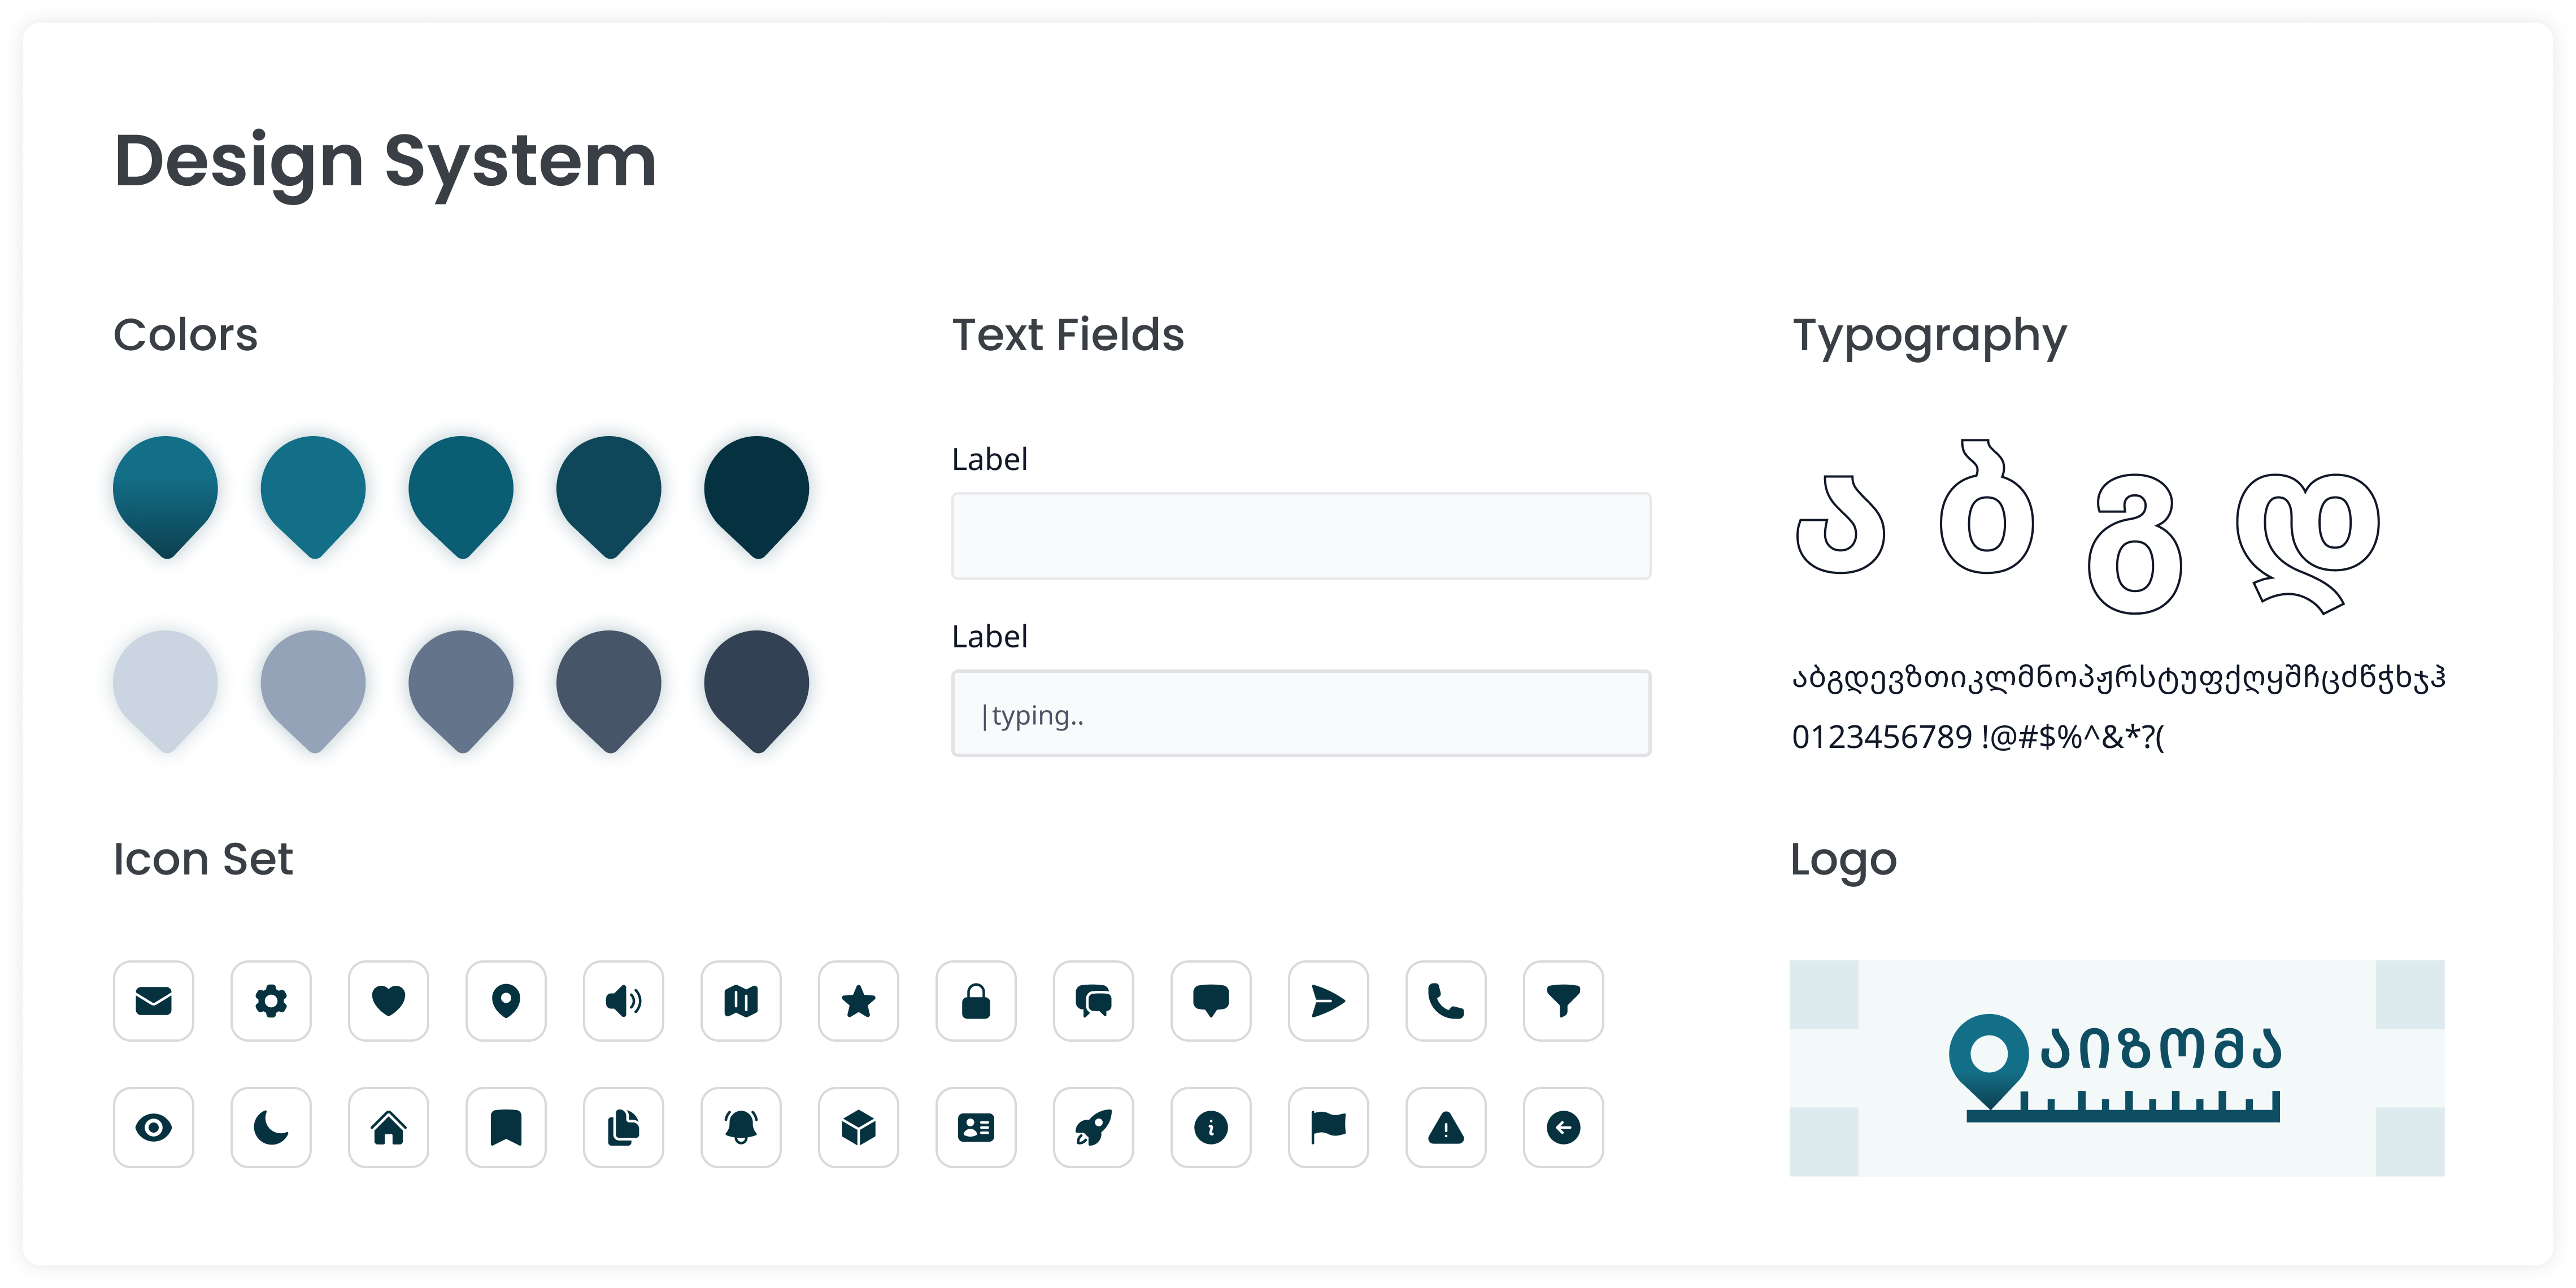 Design System
Colors
Text Fields
Typography
Label
Label
|typing..
ა ბ გ დ
აბგდევზთიკლმნოპჟრსტუფქღყშჩცძწჭხჯჰ
0123456789 !@#$%^&*?(
Icon Set
Logo
აიზომა